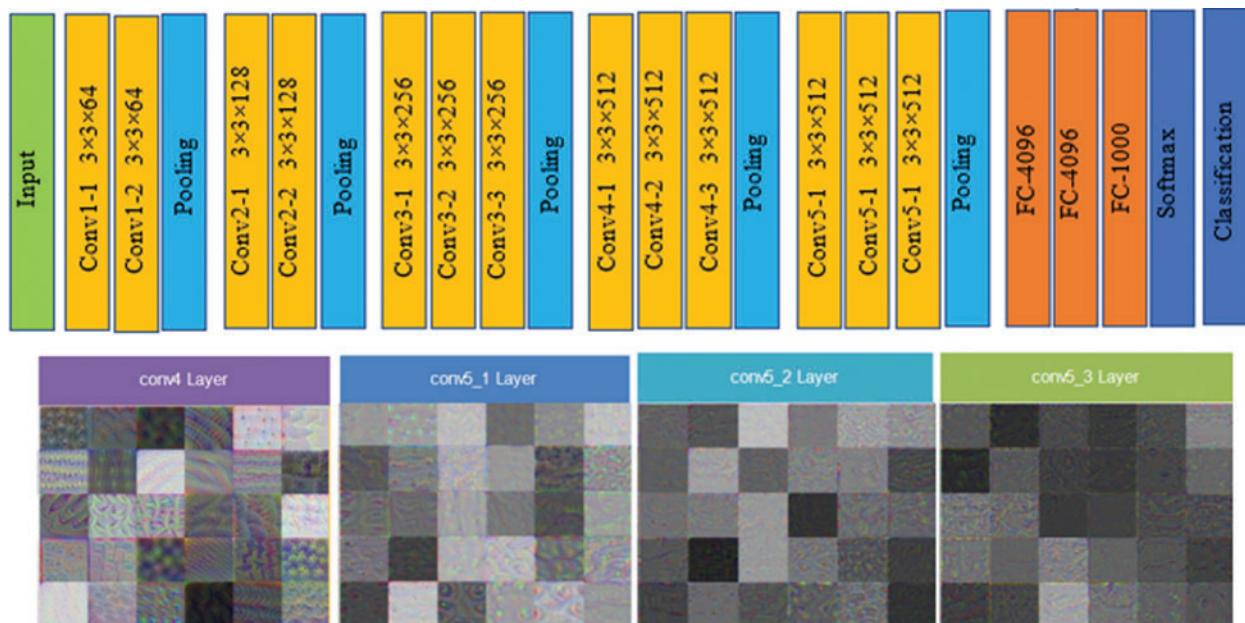 Input
Conv1-1 3×3×64
Conv1-2 3×3×64
Pooling
Conv2-1 3×3×128
Conv2-2 3×3×128
Pooling
Conv3-1 3×3×256
Conv3-2 3×3×256
Conv3-3 3×3×256
Pooling
Conv4-1 3×3×512
Conv4-2 3×3×512
Conv4-3 3×3×512
Pooling
Conv5-1 3×3×512
Conv5-1 3×3×512
Conv5-1 3×3×512
Pooling
FC-4096
FC-4096
FC-1000
Softmax
Classification
conv4 Layer
conv5_1 Layer
conv5_2 Layer
conv5_3 Layer